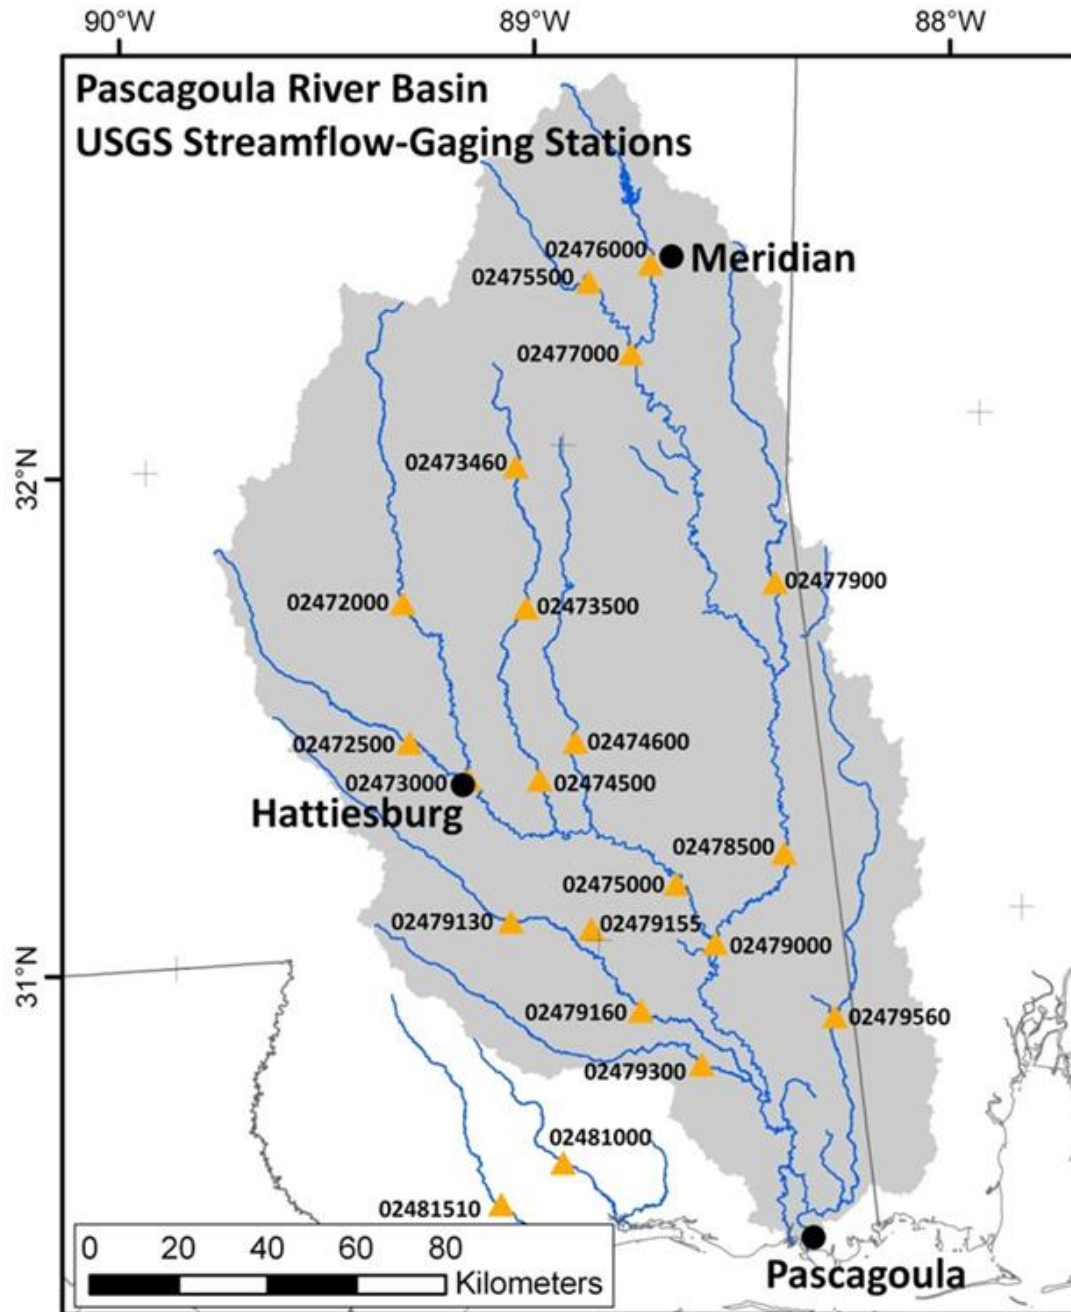 90°W 89°W 88°W
Pascagoula River Basin
USGS Streamflow-Gaging Stations
02476000
Meridian
02475500
02477000
32°N
02473460
02477900
02472000
02473500
02472500
02474600
02473000
02474500
Hattiesburg
02478500
02475000
02479130
02479155
02479000
31°N
02479160
02479560
02479300
02481000
02481510
0 20 40 60 80
Kilometers
Pascagoula